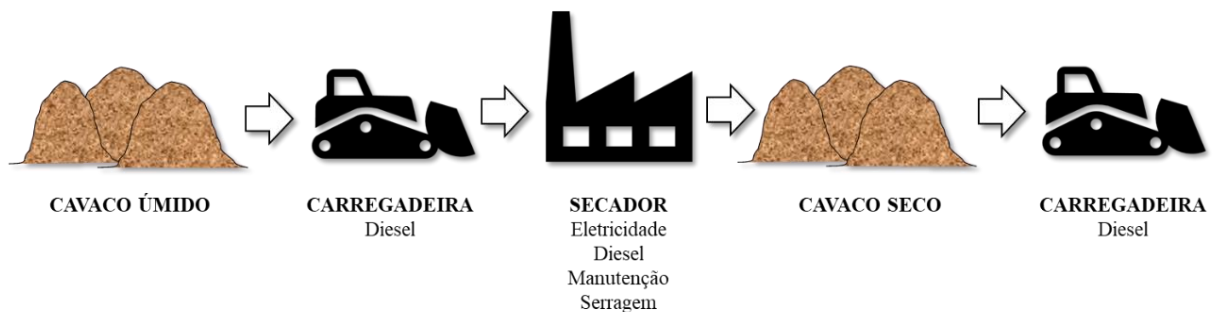 CAVACO ÚMIDO
CARREGADEIRA
Diesel
SECADOR
Eletricidade
Diesel
Manutenção
Serragem
CAVACO SECO
CARREGADEIRA
Diesel